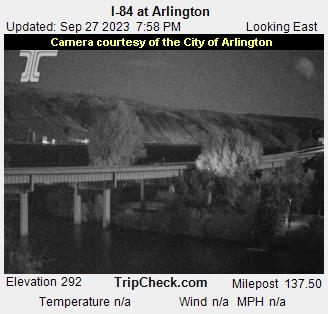 I-84 at Arlington
Updated: Sep 27 2023 7:58 PM Looking East
Camera courtesy of the City of Arlington
Elevation 292 TripCheck.com Milepost 137.50
Temperature n/a Wind n/a MPH n/a